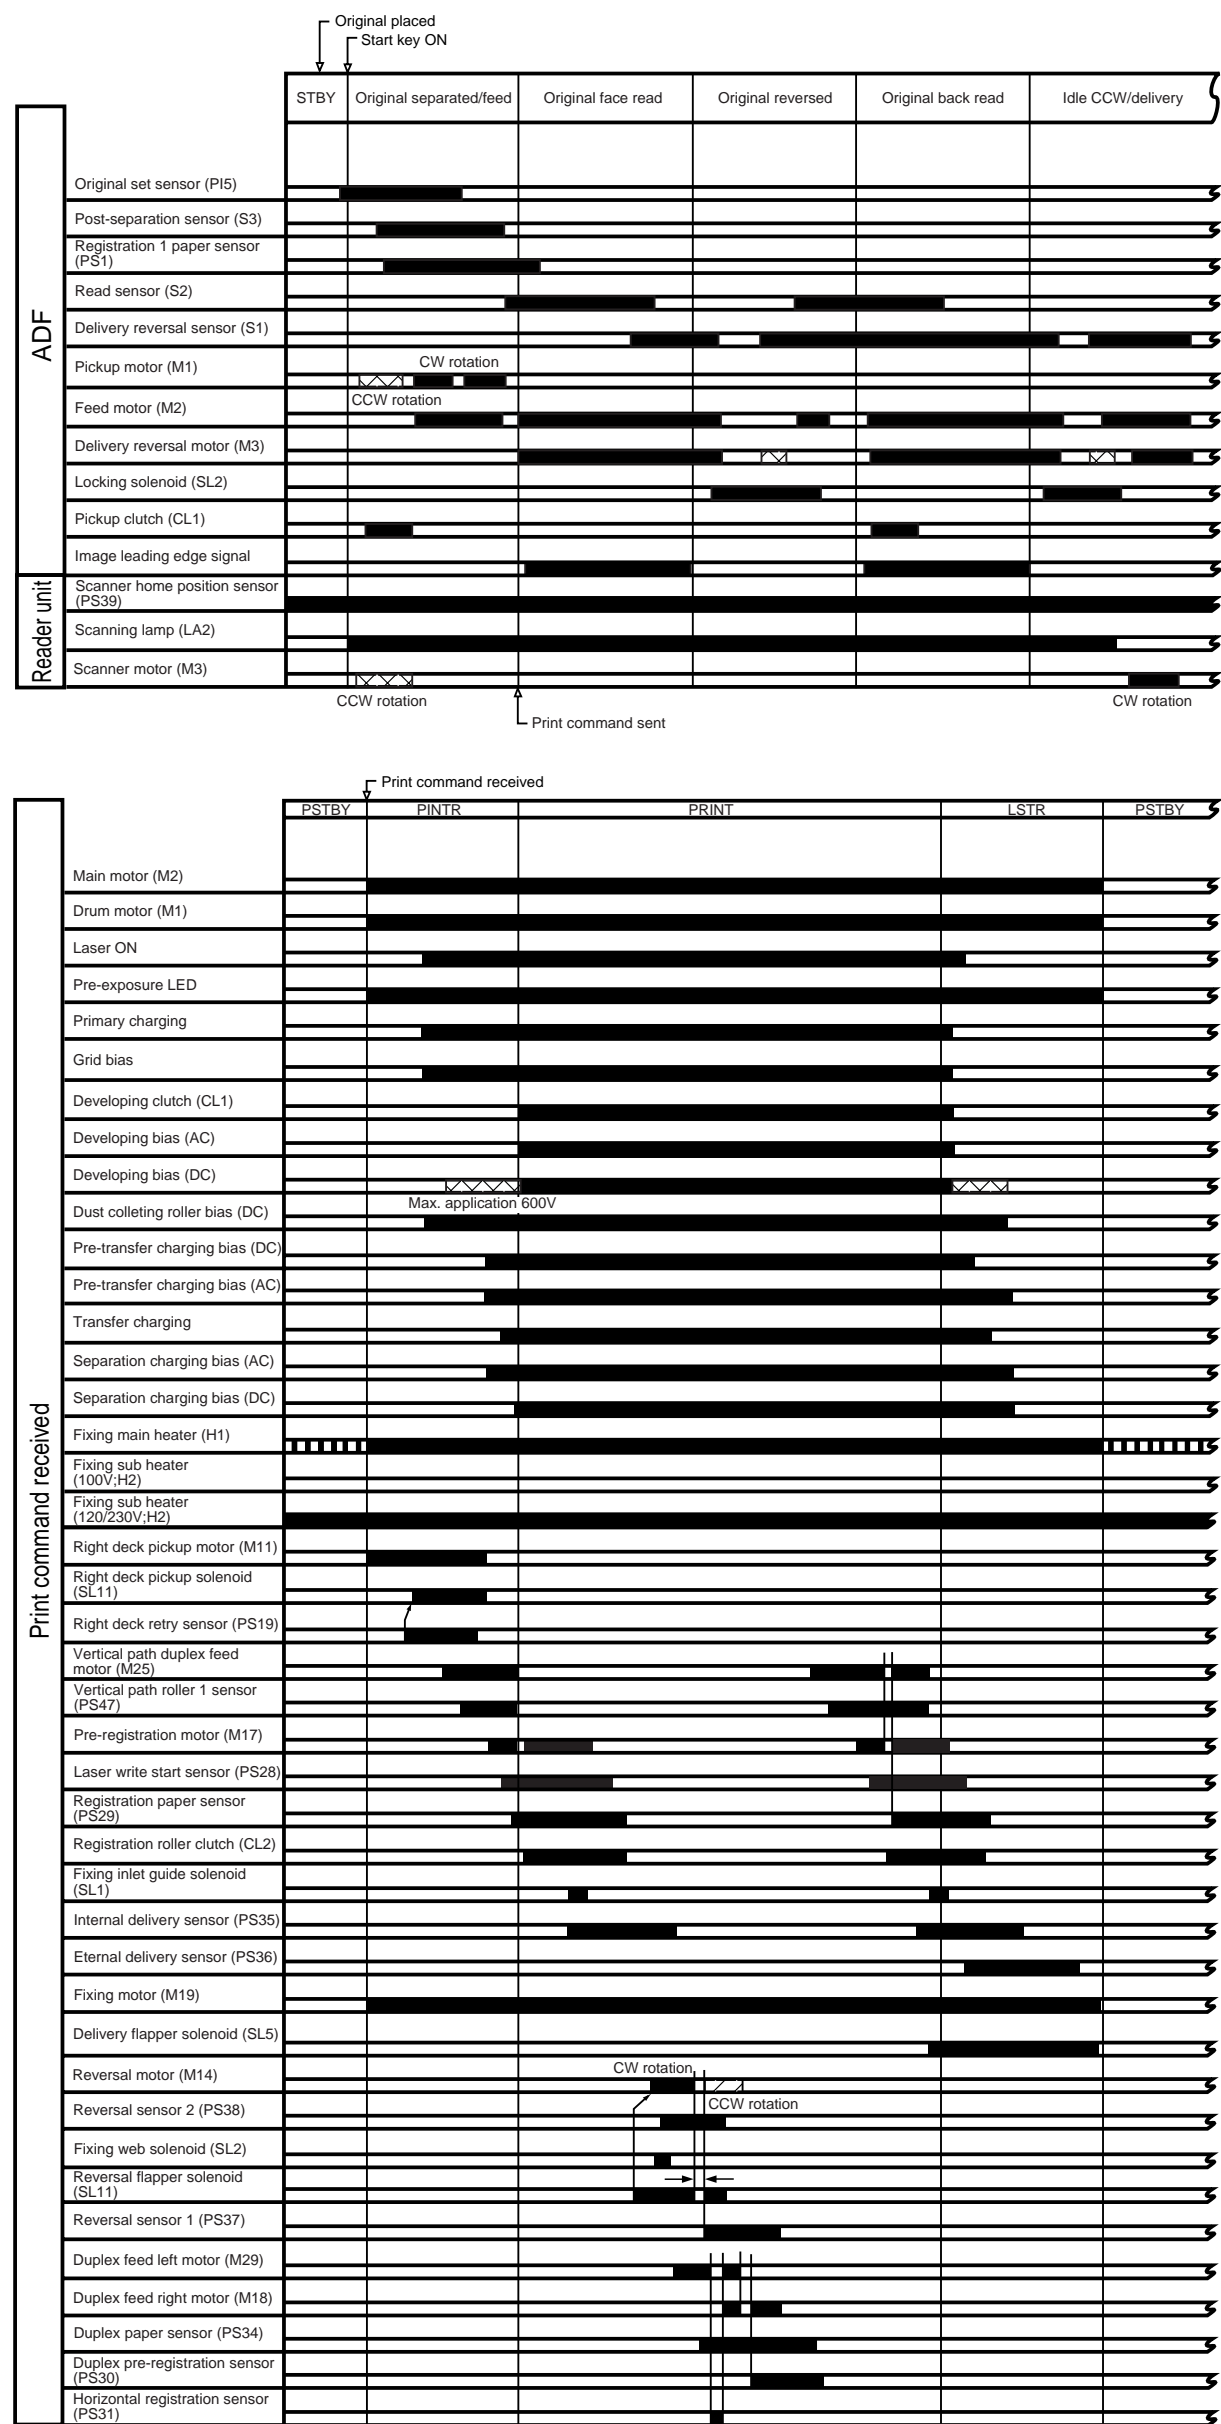 Original placed
Start key ON
STBY Original separated/feed Original face read Original reversed Original back read Idle CCW/delivery
ADF
Original set sensor (PI5)
Post-separation sensor (S3)
Registration 1 paper sensor
(PS1)
Read sensor (S2)
Delivery reversal sensor (S1)
Pickup motor (M1)
CW rotation
CCW rotation
Feed motor (M2)
Delivery reversal motor (M3)
Locking solenoid (SL2)
Pickup clutch (CL1)
Image leading edge signal
Reader unit
Scanner home position sensor
(PS39)
Scanning lamp (LA2)
Scanner motor (M3)
CCW rotation
CW rotation
Print command sent
Print command received
PSTBY PINTR PRINT LSTR PSTBY
Print command received
Main motor (M2)
Drum motor (M1)
Laser ON
Pre-exposure LED
Primary charging
Grid bias
Developing clutch (CL1)
Developing bias (AC)
Developing bias (DC)
Max. application 600V
Dust colleting roller bias (DC)
Pre-transfer charging bias (DC)
Pre-transfer charging bias (AC)
Transfer charging
Separation charging bias (AC)
Separation charging bias (DC)
Fixing main heater (H1)
Fixing sub heater
(100V;H2)
Fixing sub heater
(120/230V;H2)
Right deck pickup motor (M11)
Right deck pickup solenoid
(SL11)
Right deck retry sensor (PS19)
Vertical path duplex feed
motor (M25)
Vertical path roller 1 sensor
(PS47)
Pre-registration motor (M17)
Laser write start sensor (PS28)
Registration paper sensor
(PS29)
Registration roller clutch (CL2)
Fixing inlet guide solenoid
(SL1)
Internal delivery sensor (PS35)
Eternal delivery sensor (PS36)
Fixing motor (M19)
Delivery flapper solenoid (SL5)
Reversal motor (M14)
CW rotation
CCW rotation
Reversal sensor 2 (PS38)
Fixing web solenoid (SL2)
Reversal flapper solenoid
(SL11)
Reversal sensor 1 (PS37)
Duplex feed left motor (M29)
Duplex feed right motor (M18)
Duplex paper sensor (PS34)
Duplex pre-registration sensor
(PS30)
Horizontal registration sensor
(PS31)